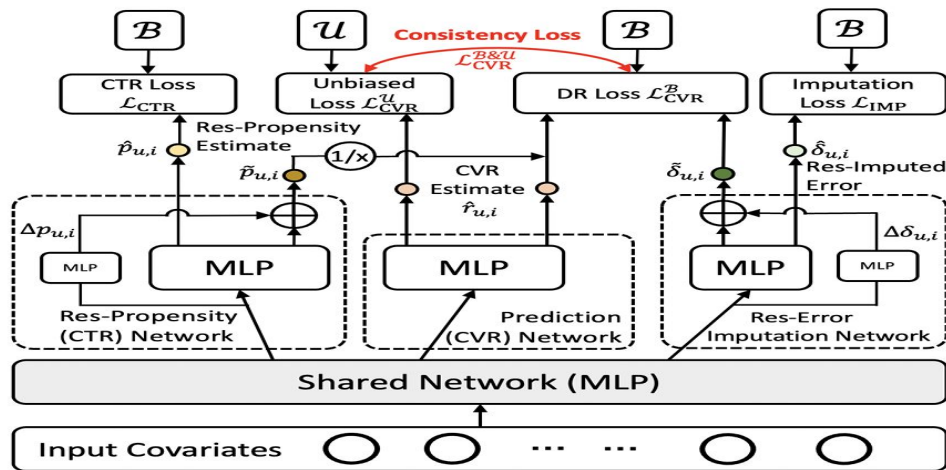 𝓑
𝓤
Consistency Loss
𝓛^{𝓑&𝓤}_{CVR}
𝓑
𝓑
CTR Loss
𝓛_{CTR}
Unbiased
Loss 𝓛^{𝓤}_{CVR}
DR Loss 𝓛^{𝓑}_{CVR}
Imputation
Loss 𝓛_{IMP}
p̂_{u,i}
Res-Propensity
Estimate
p̃_{u,i}
1/x
CVR
Estimate
r̂_{u,i}
δ̃_{u,i}
δ̂_{u,i}
Res-Imputed
Error
Δp_{u,i}
MLP
MLP
Res-Propensity
(CTR) Network
MLP
Prediction
(CVR) Network
MLP
Δδ_{u,i}
MLP
Res-Error
Imputation Network
Shared Network (MLP)
Input Covariates
... ...